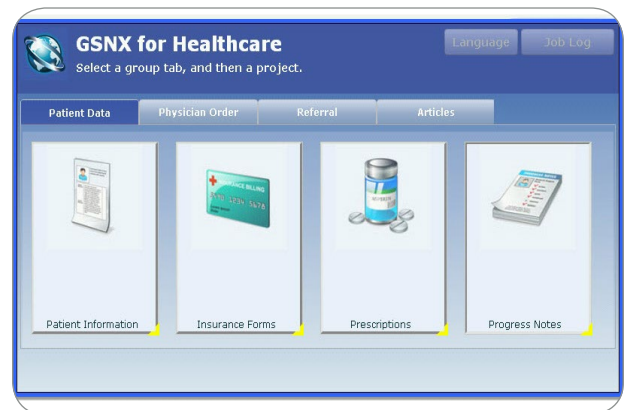 GSNX for Healthcare
Select a group tab, and then a project.
Language
Job Log
Patient Data
Physician Order
Referral
Articles
Patient Information
Insurance Forms
Prescriptions
Progress Notes